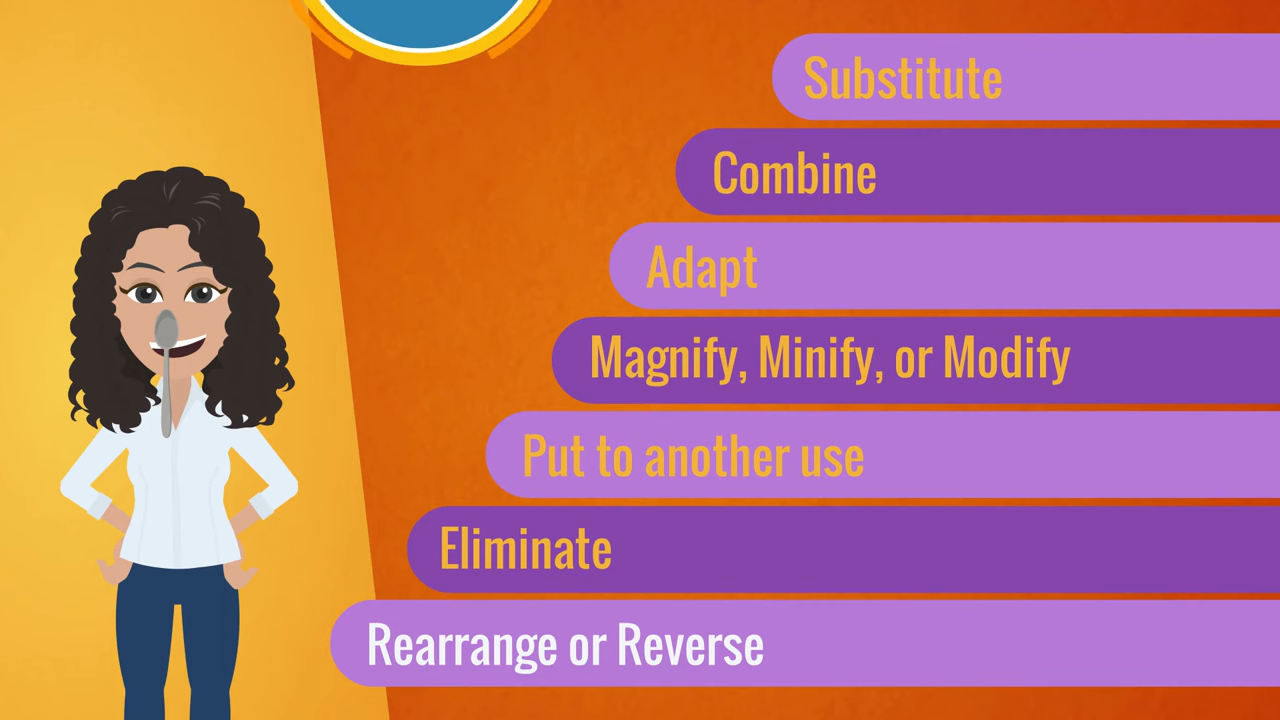 Substitute
Combine
Adapt
Magnify, Minify, or Modify
Put to another use
Eliminate
Rearrange or Reverse